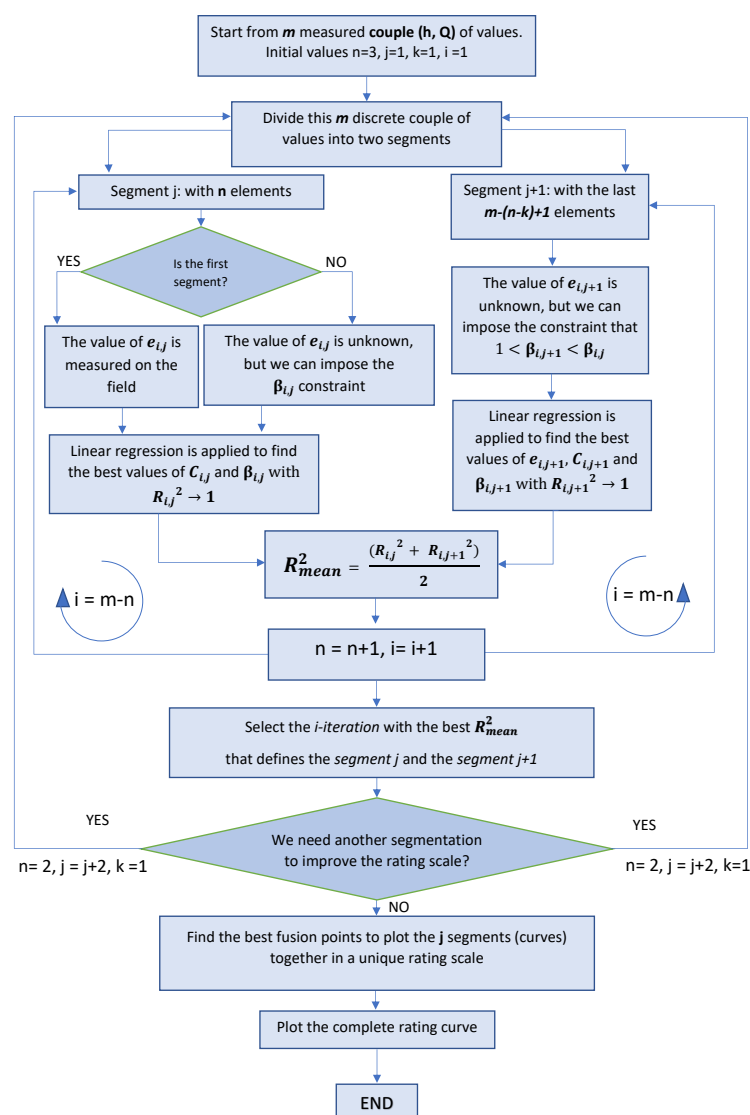 Start from m measured couple (h, Q) of values.
Initial values n=3, j=1, k=1, i =1
Divide this m discrete couple of
values into two segments
Segment j: with n elements
Segment j+1: with the last
m-(n-k)+1 elements
YES
Is the first
segment?
NO
The value of e_{i,j} is
measured on the
field
The value of e_{i,j} is unknown,
but we can impose the
β_{i,j} constraint
The value of e_{i,j+1} is
unknown, but we can
impose the constraint that
1 < β_{i,j+1} < β_{i,j}
Linear regression is applied to find
the best values of C_{i,j} and β_{i,j} with
R_{i,j}² → 1
Linear regression is
applied to find the best
values of e_{i,j+1}, C_{i,j+1} and
β_{i,j+1} with R_{i,j+1}² → 1
R²_{mean} = (R_{i,j}² + R_{i,j+1}²) / 2
i = m-n
i = m-n
n = n+1, i= i+1
Select the i-iteration with the best R²_{mean}
that defines the segment j and the segment j+1
YES
We need another segmentation
to improve the rating scale?
YES
n= 2, j = j+2, k =1
n= 2, j = j+2, k=1
NO
Find the best fusion points to plot the j segments (curves)
together in a unique rating scale
Plot the complete rating curve
END